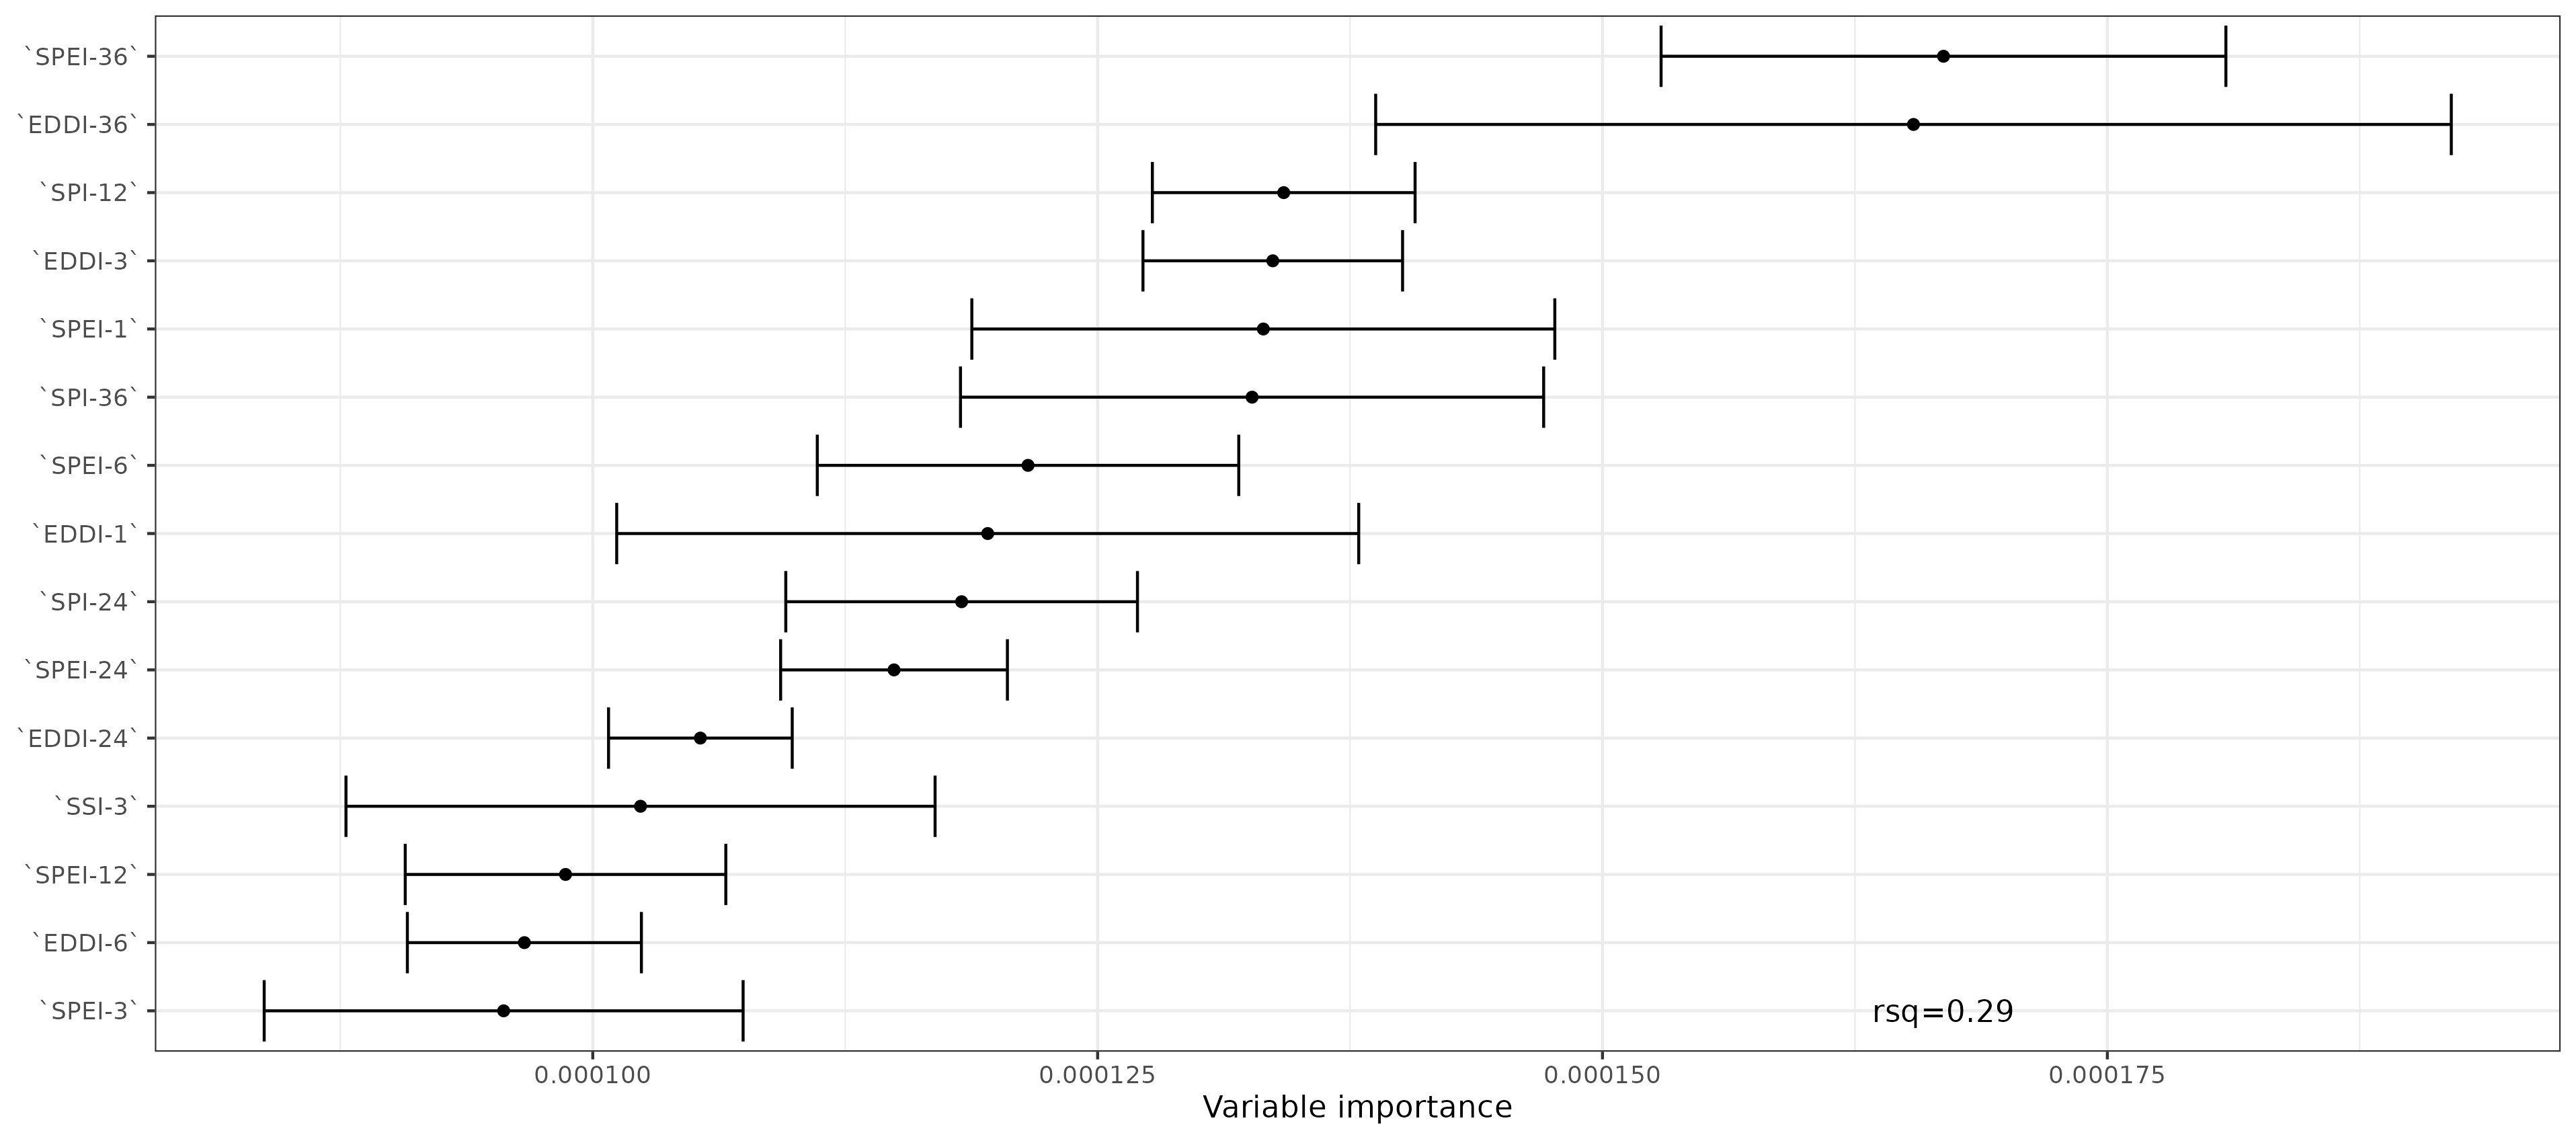 `SPEI-36`
`EDDI-36`
`SPI-12`
`EDDI-3`
`SPEI-1`
`SPI-36`
`SPEI-6`
`EDDI-1`
`SPI-24`
`SPEI-24`
`EDDI-24`
`SSI-3`
`SPEI-12`
`EDDI-6`
`SPEI-3`
rsq=0.29
0.000100 0.000125 0.000150 0.000175
Variable importance